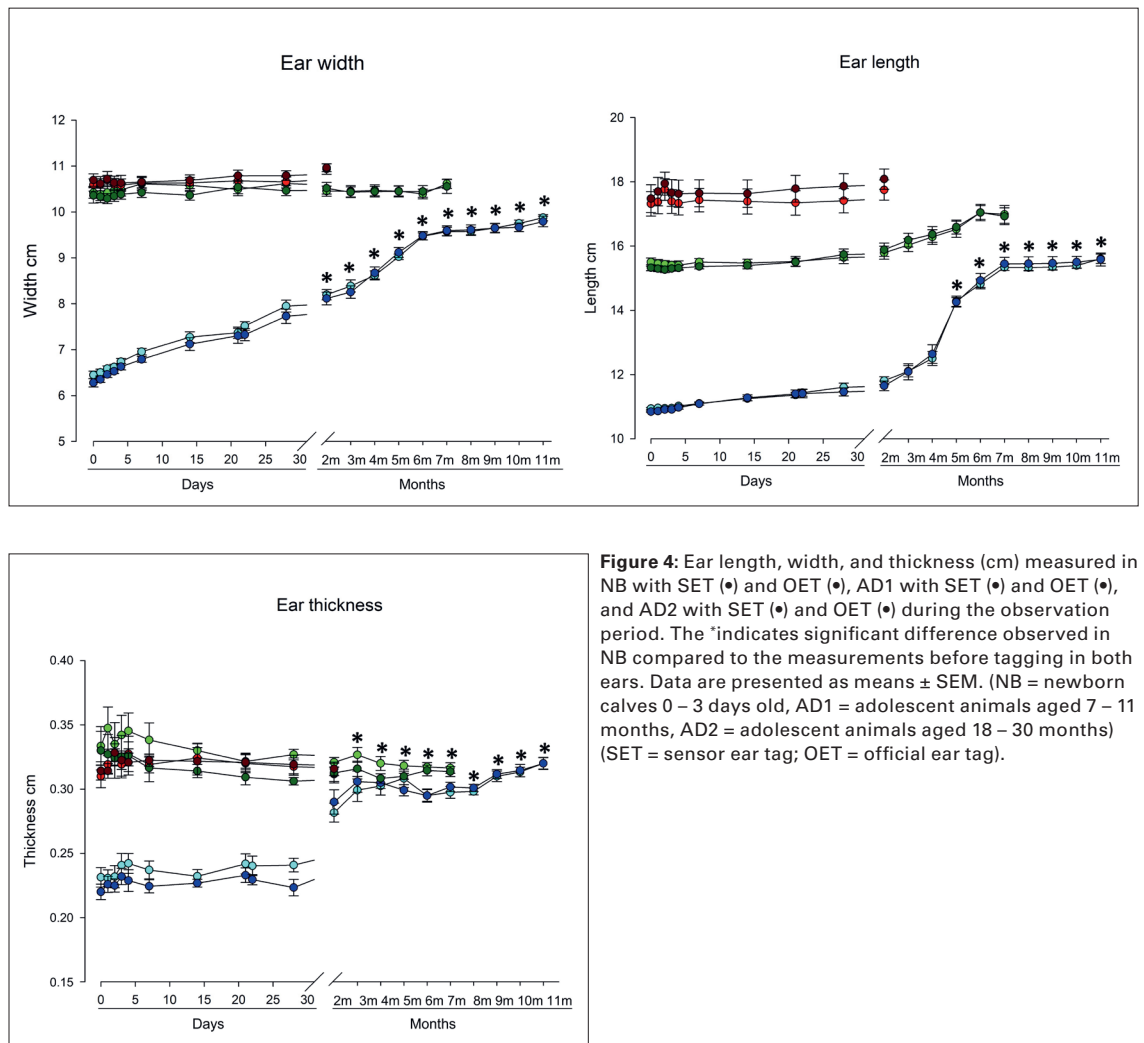 Ear width
12
11
10
9
8
7
6
5
Width cm
* * * * * * * * * *
0 5 10 15 20 25 30 2m 3m 4m 5m 6m 7m 8m 9m 10m 11m
Days Months
Ear length
20
18
16
14
12
10
Length cm
* * * * * * *
0 5 10 15 20 25 30 2m 3m 4m 5m 6m 7m 8m 9m 10m 11m
Days Months
Ear thickness
0.40
0.35
0.30
0.25
0.20
0.15
Thickness cm
* * * * * * * * *
0 5 10 15 20 25 30 2m 3m 4m 5m 6m 7m 8m 9m 10m 11m
Days Months
Figure 4: Ear length, width, and thickness (cm) measured in
NB with SET (•) and OET (•), AD1 with SET (•) and OET (•),
and AD2 with SET (•) and OET (•) during the observation
period. The *indicates significant difference observed in
NB compared to the measurements before tagging in both
ears. Data are presented as means ± SEM. (NB = newborn
calves 0 – 3 days old, AD1 = adolescent animals aged 7 – 11
months, AD2 = adolescent animals aged 18 – 30 months)
(SET = sensor ear tag; OET = official ear tag).